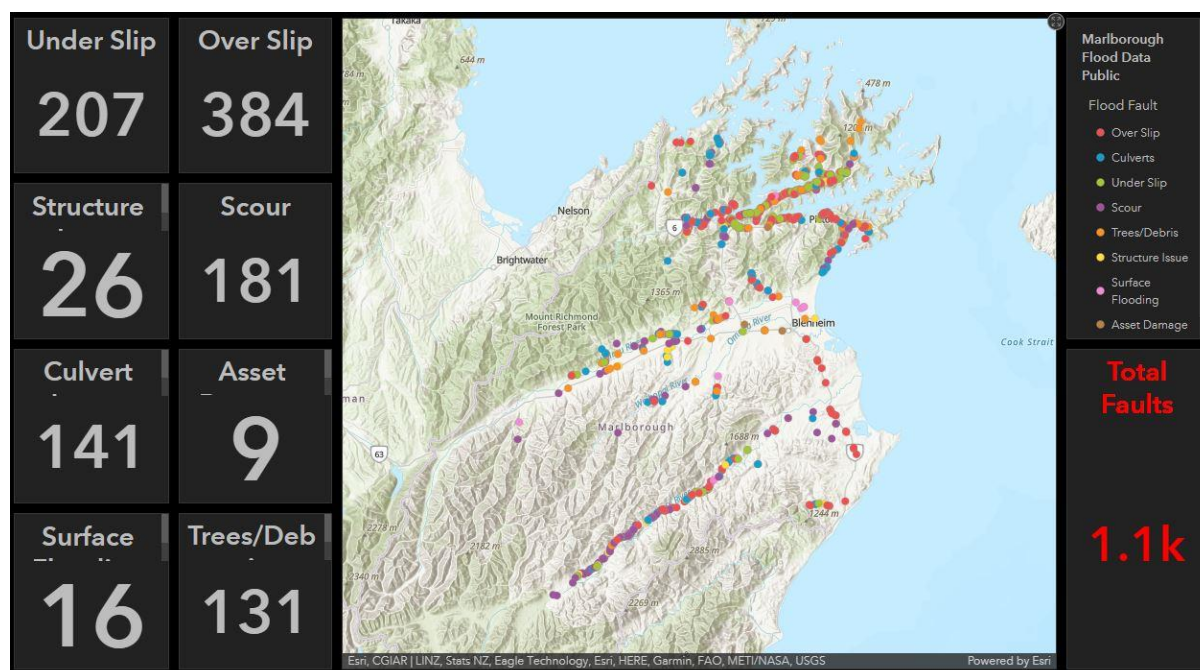 Under Slip
207
Over Slip
384
Structure
26
Scour
181
Culvert
141
Asset
9
Surface
16
Trees/Deb
131
Takaka
644 m
478 m
Nelson
6
Brightwater
1365 m
Mount Richmond
Forest Park
Blenheim
Cook Strait
Marlborough
63
1688 m
1244 m
2278 m
2182 m
2885 m
2340 m
2269 m
Esri, CGIAR | LINZ, Stats NZ, Eagle Technology, Esri, HERE, Garmin, FAO, METI/NASA, USGS
Powered by Esri
Marlborough
Flood Data
Public
Flood Fault
Over Slip
Culverts
Under Slip
Scour
Trees/Debris
Structure Issue
Surface
Flooding
Asset Damage
Total
Faults
1.1k